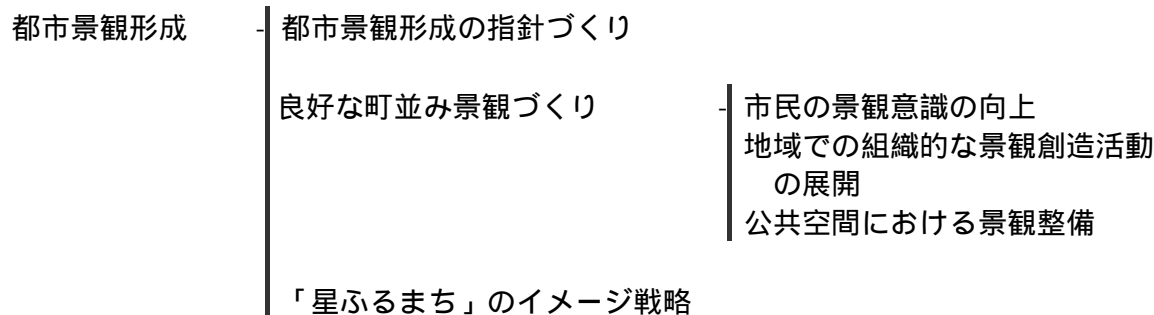 都市景観形成
都市景観形成の指針づくり
良好な町並み景観づくり
市民の景観意識の向上
地域での組織的な景観創造活動
の展開
公共空間における景観整備
「星ふるまち」のイメージ戦略